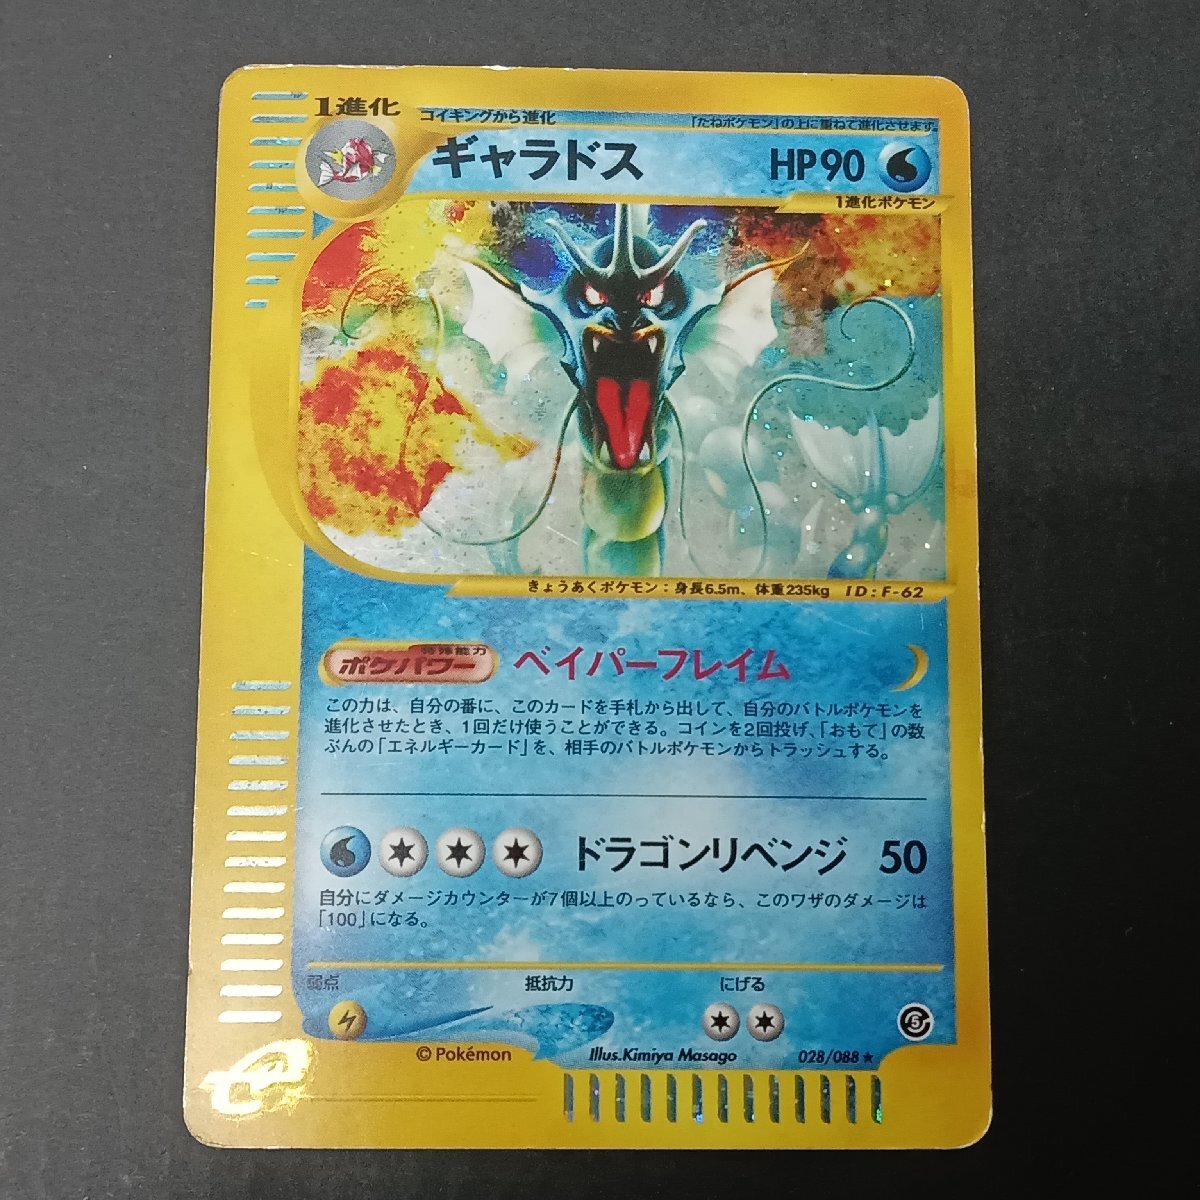 1進化
コイキングから進化
「たねポケモン」の上に重ねて進化させます。
ギャラドス HP90
1進化ポケモン
きょうあくポケモン：身長6.5m、体重235kg ID:F-62
特殊能力
ポケパワー ベイパーフレイム
この力は、自分の番に、このカードを手札から出して、自分のバトルポケモンを
進化させたとき、1回だけ使うことができる。コインを2回投げ、「おもて」の数
ぶんの「エネルギーカード」を、相手のバトルポケモンからトラッシュする。
ドラゴンリベンジ 50
自分にダメージカウンターが7個以上のっているなら、このワザのダメージは
「100」になる。
弱点 抵抗力 にげる
5
© Pokémon Illus.Kimiya Masago 028/088★
e